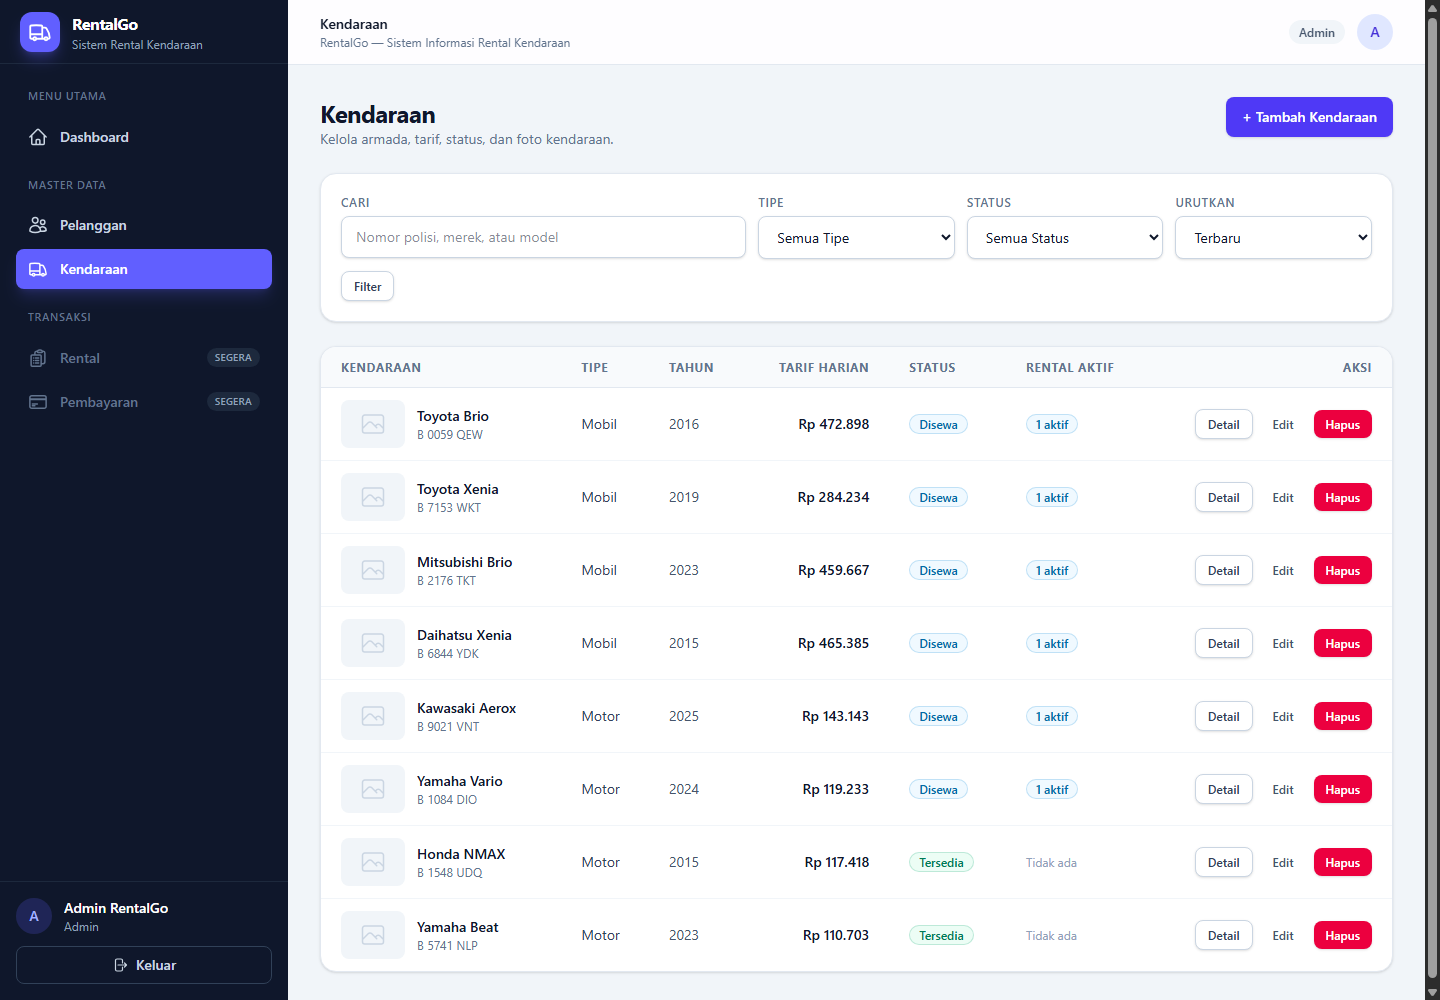 RentalGo
Sistem Rental Kendaraan
MENU UTAMA
Dashboard
MASTER DATA
Pelanggan
Kendaraan
TRANSAKSI
Rental SEGERA
Pembayaran SEGERA
A
Admin RentalGo
Admin
Keluar
Kendaraan
RentalGo — Sistem Informasi Rental Kendaraan
Admin A
Kendaraan
Kelola armada, tarif, status, dan foto kendaraan.
+ Tambah Kendaraan
CARI TIPE STATUS URUTKAN
Nomor polisi, merek, atau model Semua Tipe Semua Status Terbaru
Filter
KENDARAAN TIPE TAHUN TARIF HARIAN STATUS RENTAL AKTIF AKSI
Toyota Brio
B 0059 QEW
Mobil 2016 Rp 472.898 Disewa 1 aktif Detail Edit Hapus
Toyota Xenia
B 7153 WKT
Mobil 2019 Rp 284.234 Disewa 1 aktif Detail Edit Hapus
Mitsubishi Brio
B 2176 TKT
Mobil 2023 Rp 459.667 Disewa 1 aktif Detail Edit Hapus
Daihatsu Xenia
B 6844 YDK
Mobil 2015 Rp 465.385 Disewa 1 aktif Detail Edit Hapus
Kawasaki Aerox
B 9021 VNT
Motor 2025 Rp 143.143 Disewa 1 aktif Detail Edit Hapus
Yamaha Vario
B 1084 DIO
Motor 2024 Rp 119.233 Disewa 1 aktif Detail Edit Hapus
Honda NMAX
B 1548 UDQ
Motor 2015 Rp 117.418 Tersedia Tidak ada Detail Edit Hapus
Yamaha Beat
B 5741 NLP
Motor 2023 Rp 110.703 Tersedia Tidak ada Detail Edit Hapus